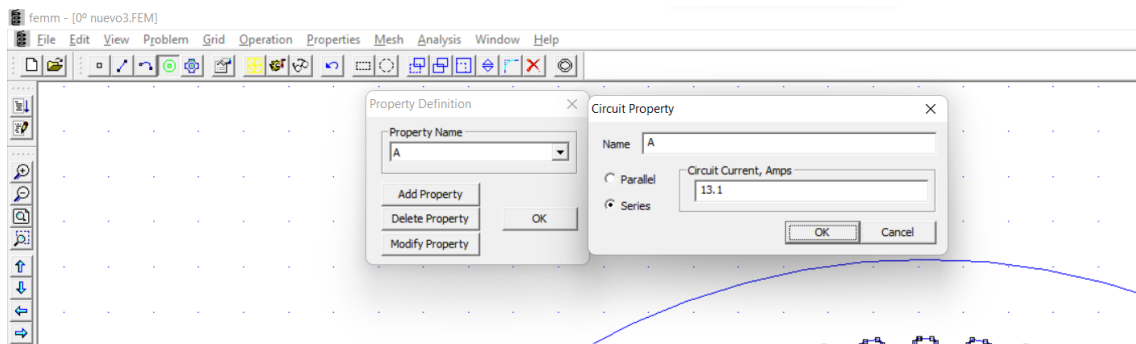 femm - [0º nuevo3.FEM]
File Edit View Problem Grid Operation Properties Mesh Analysis Window Help
Property Definition
Property Name
A
Add Property
Delete Property
OK
Modify Property
Circuit Property
Name A
Parallel
Series
Circuit Current, Amps
13.1
OK Cancel